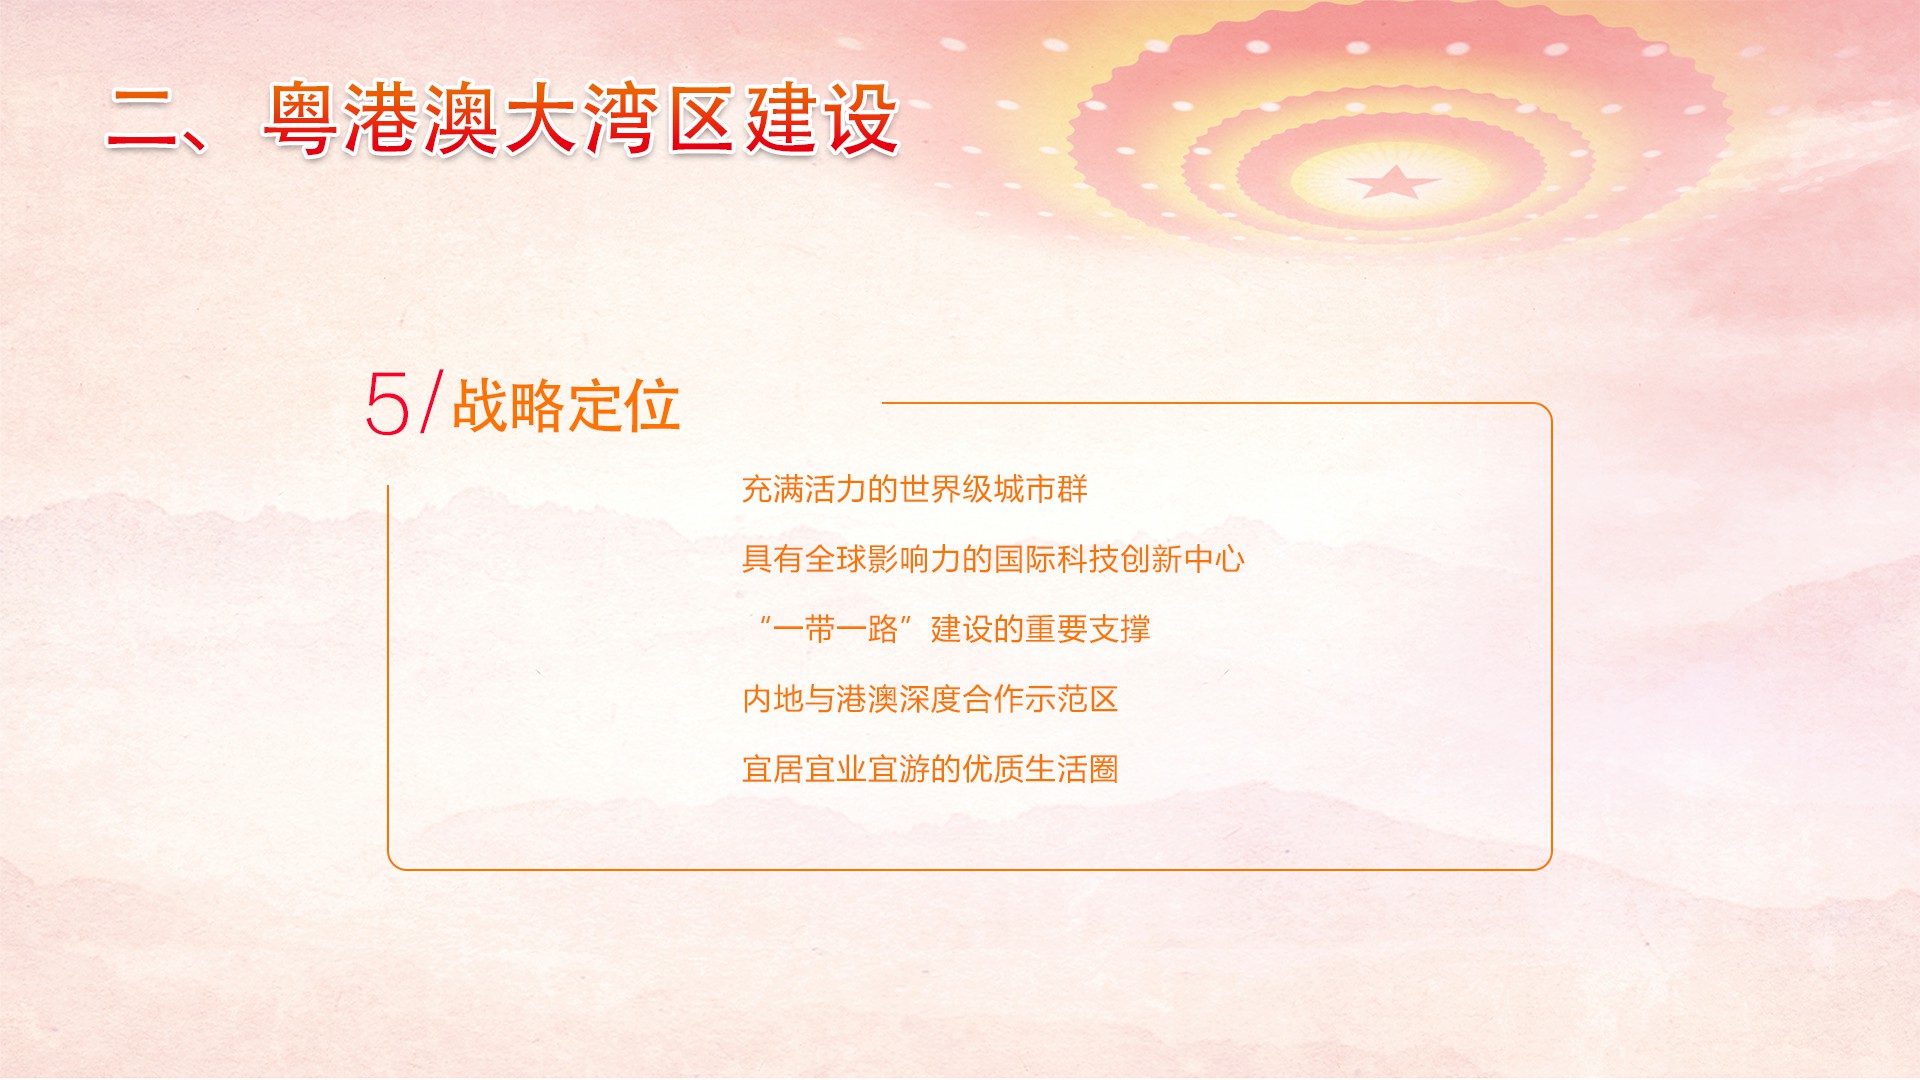 二、粤港澳大湾区建设
5/战略定位
充满活力的世界级城市群
具有全球影响力的国际科技创新中心
“一带一路”建设的重要支撑
内地与港澳深度合作示范区
宜居宜业宜游的优质生活圈